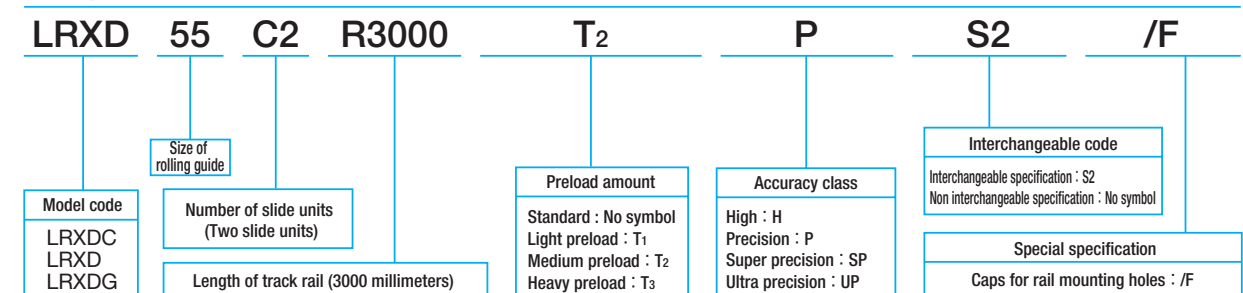 LRXD 55 C2 R3000 T2 P S2 /F
Size of
rolling guide
Model code
LRXDC
LRXD
LRXDG
Number of slide units
(Two slide units)
Length of track rail (3000 millimeters)
Preload amount
Standard : No symbol
Light preload : T1
Medium preload : T2
Heavy preload : T3
Accuracy class
High : H
Precision : P
Super precision : SP
Ultra precision : UP
Interchangeable code
Interchangeable specification : S2
Non interchangeable specification : No symbol
Special specification
Caps for rail mounting holes : /F